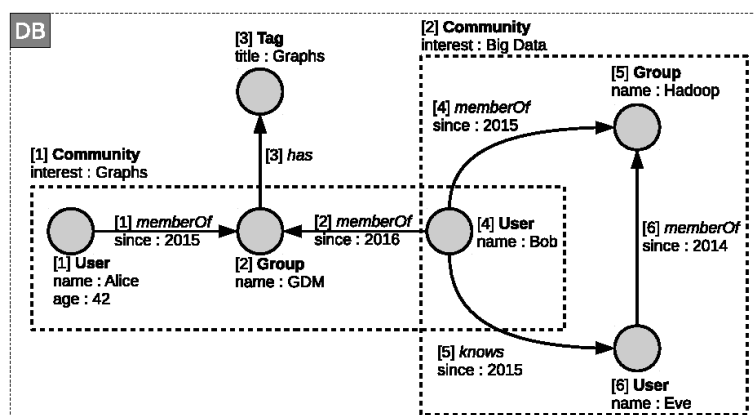 DB
[3] Tag
title : Graphs
[2] Community
interest : Big Data
[5] Group
name : Hadoop
[4] memberOf
since : 2015
[3] has
[1] Community
interest : Graphs
[1] memberOf
since : 2015
[2] memberOf
since : 2016
[4] User
name : Bob
[6] memberOf
since : 2014
[1] User
name : Alice
age : 42
[2] Group
name : GDM
[5] knows
since : 2015
[6] User
name : Eve